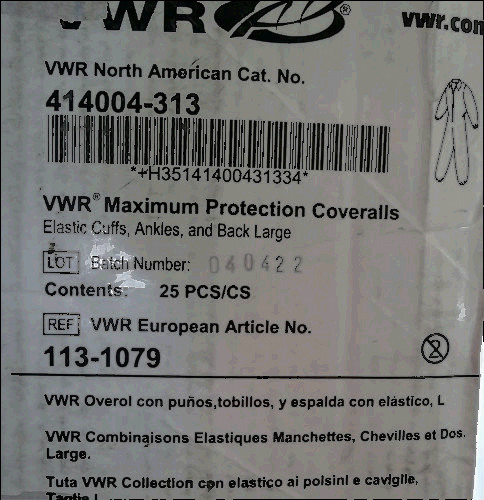 VWR ®
vwr.com
VWR North American Cat. No.
414004-313
*+H35141400431334*
VWR® Maximum Protection Coveralls
Elastic Cuffs, Ankles, and Back Large
LOT Batch Number: 040422
Contents: 25 PCS/CS
REF VWR European Article No.
113-1079
VWR Overol con puños,tobillos, y espalda con elástico, L
VWR Combinaisons Elastiques Manchettes, Chevilles et Dos.
Large.
Tuta VWR Collection con elastico ai polsini e caviglie,
Taglia L